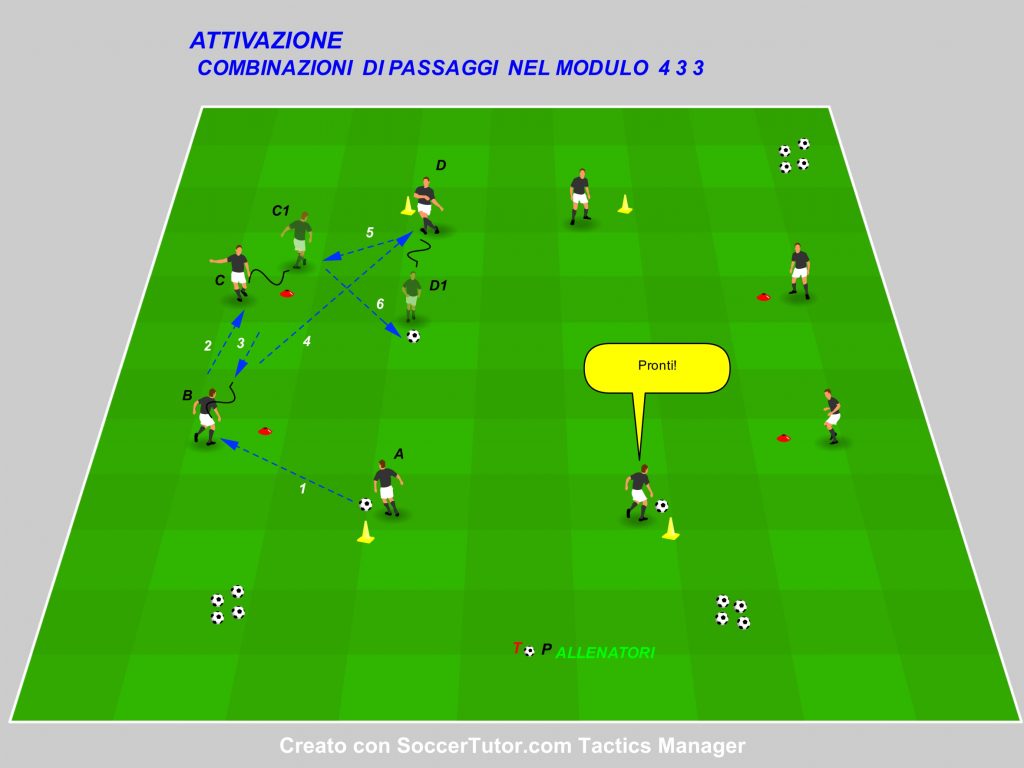 ATTIVAZIONE
COMBINAZIONI DI PASSAGGI NEL MODULO 4 3 3
D
C1
5
C
D1
6
2
3
4
Pronti!
B
A
1
T P ALLENATORI
Creato con SoccerTutor.com Tactics Manager